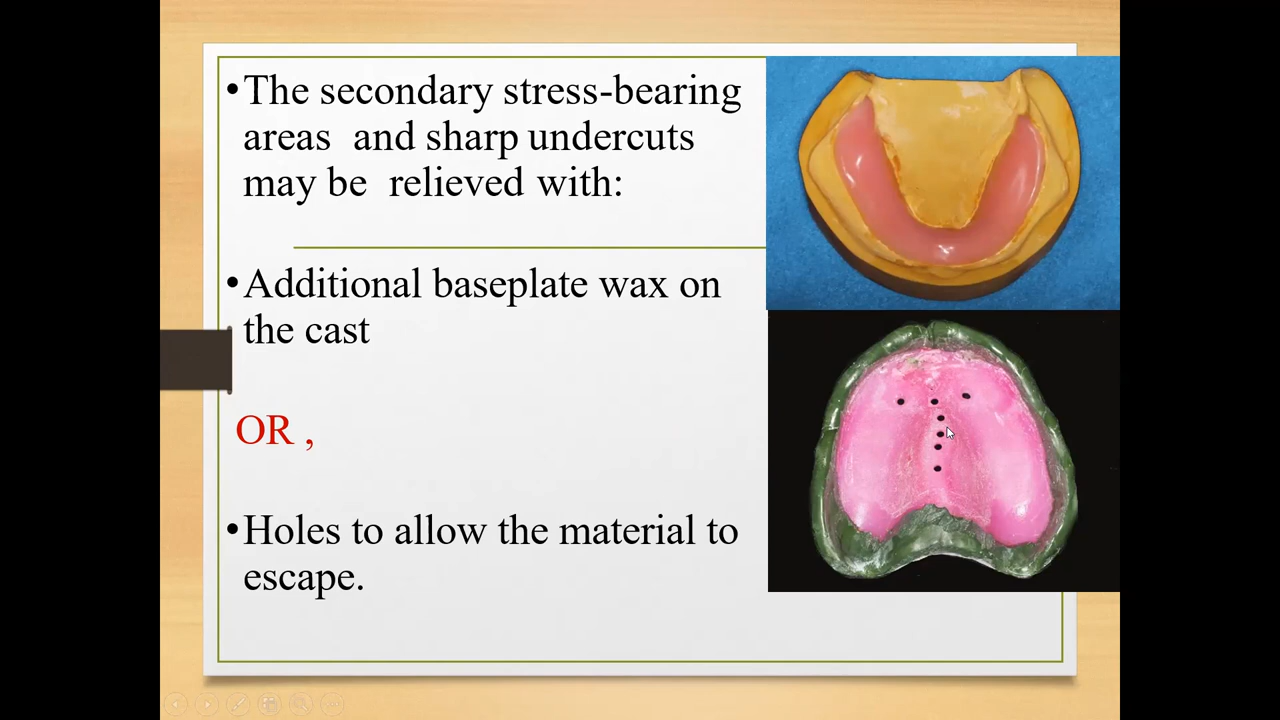 •The secondary stress-bearing
areas and sharp undercuts
may be relieved with:
•Additional baseplate wax on
the cast
OR ,
•Holes to allow the material to
escape.